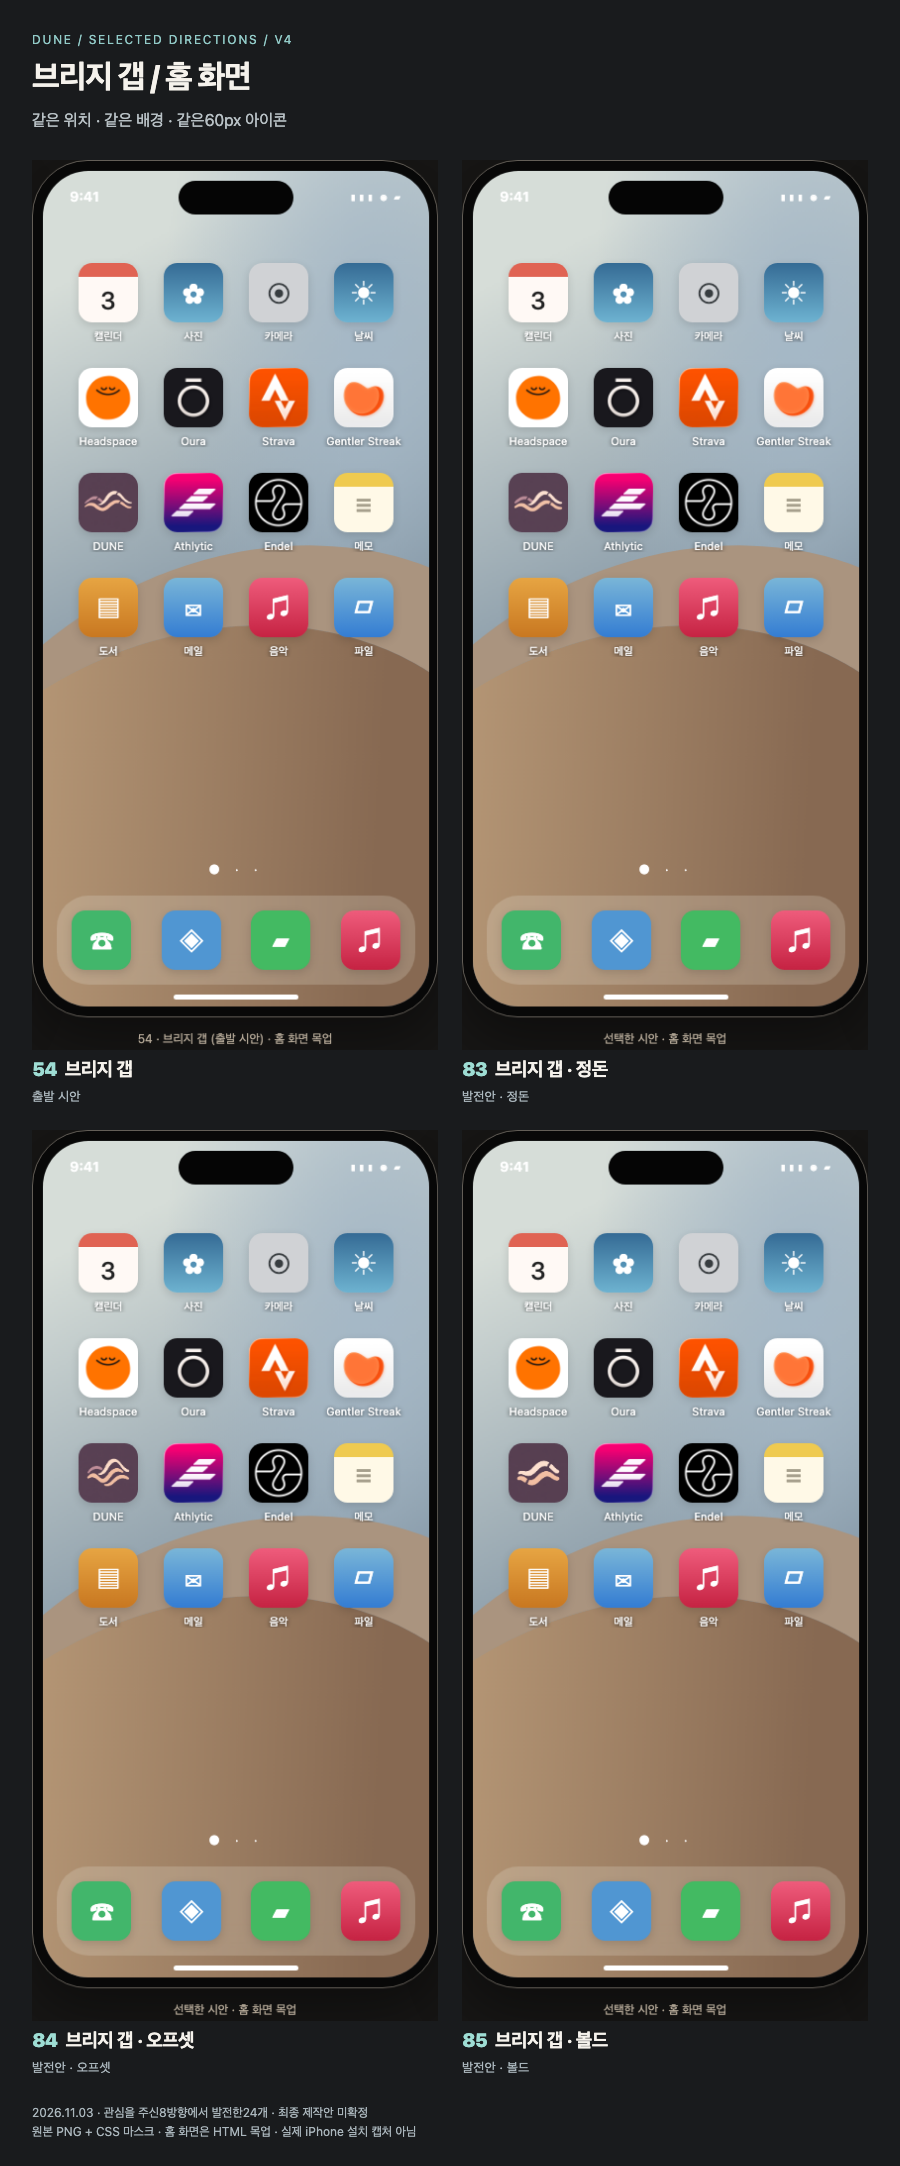 DUNE / SELECTED DIRECTIONS / V4
브리지 갭 / 홈 화면
같은 위치 · 같은 배경 · 같은60px 아이콘
9:41
3
캘린더 사진 카메라 날씨
Headspace Oura Strava Gentler Streak
DUNE Athlytic Endel 메모
도서 메일 음악 파일
54 · 브리지 갭 (출발 시안) · 홈 화면 목업
54 브리지 갭
출발 시안
9:41
3
캘린더 사진 카메라 날씨
Headspace Oura Strava Gentler Streak
DUNE Athlytic Endel 메모
도서 메일 음악 파일
선택한 시안 · 홈 화면 목업
83 브리지 갭 · 정돈
발전안 · 정돈
9:41
3
캘린더 사진 카메라 날씨
Headspace Oura Strava Gentler Streak
DUNE Athlytic Endel 메모
도서 메일 음악 파일
선택한 시안 · 홈 화면 목업
84 브리지 갭 · 오프셋
발전안 · 오프셋
9:41
3
캘린더 사진 카메라 날씨
Headspace Oura Strava Gentler Streak
DUNE Athlytic Endel 메모
도서 메일 음악 파일
선택한 시안 · 홈 화면 목업
85 브리지 갭 · 볼드
발전안 · 볼드
2026.11.03 · 관심을 주신8방향에서 발전한24개 · 최종 제작안 미확정
원본 PNG + CSS 마스크 · 홈 화면은 HTML 목업 · 실제 iPhone 설치 캡처 아님